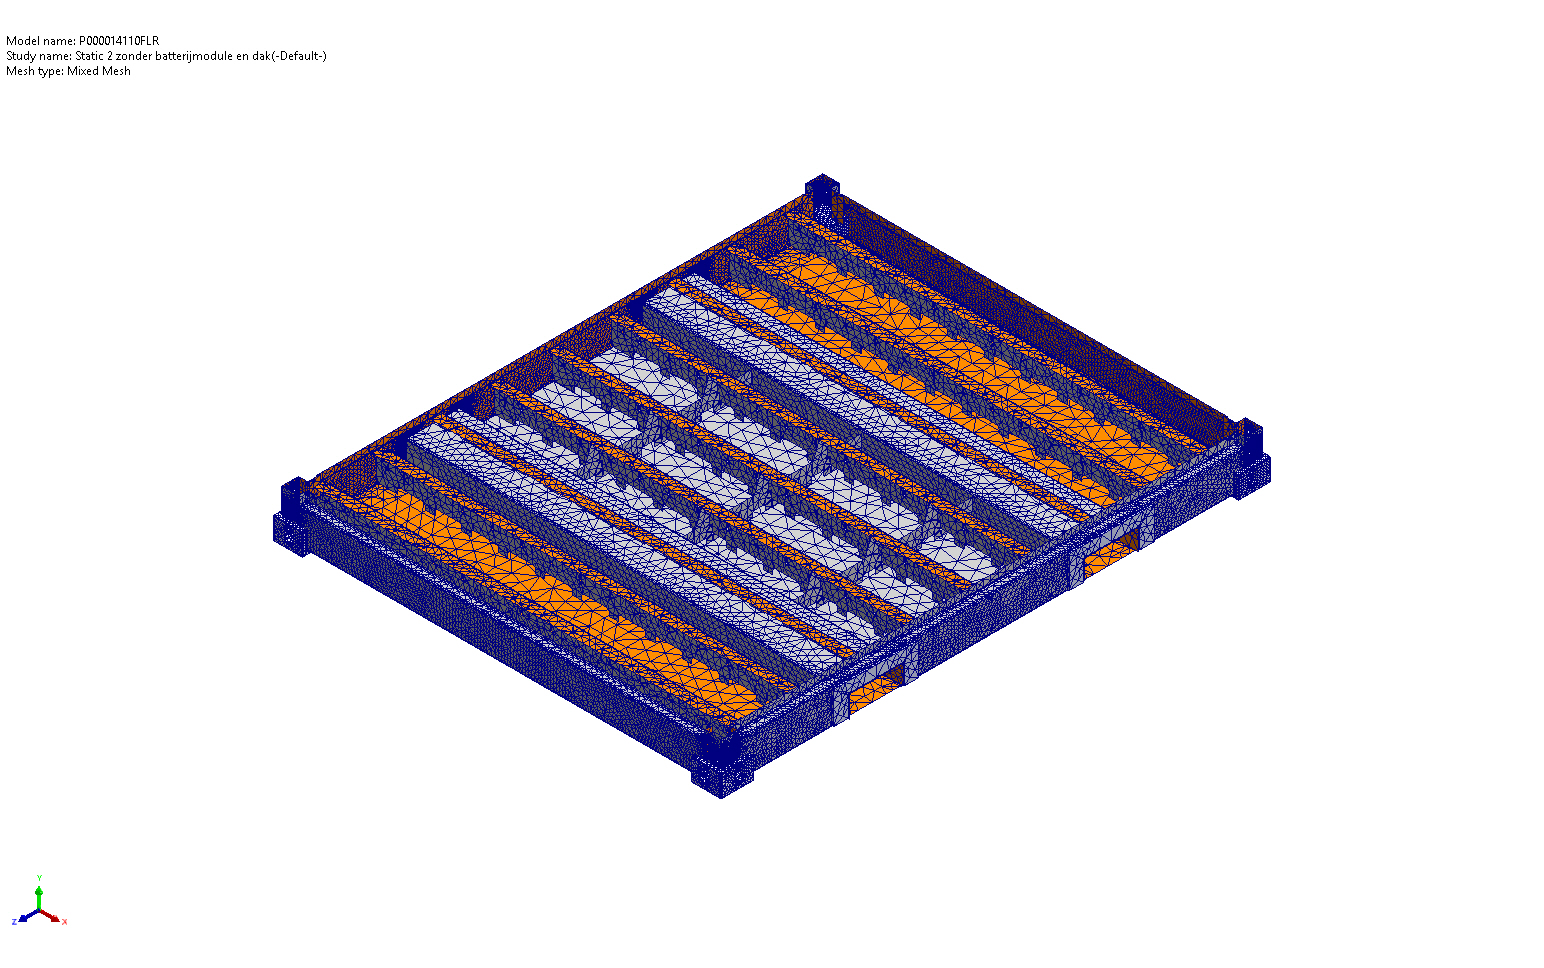 Model name: P000014110FLR
Study name: Static 2 zonder batterijmodule en dak(-Default-)
Mesh type: Mixed Mesh
Y
Z
X